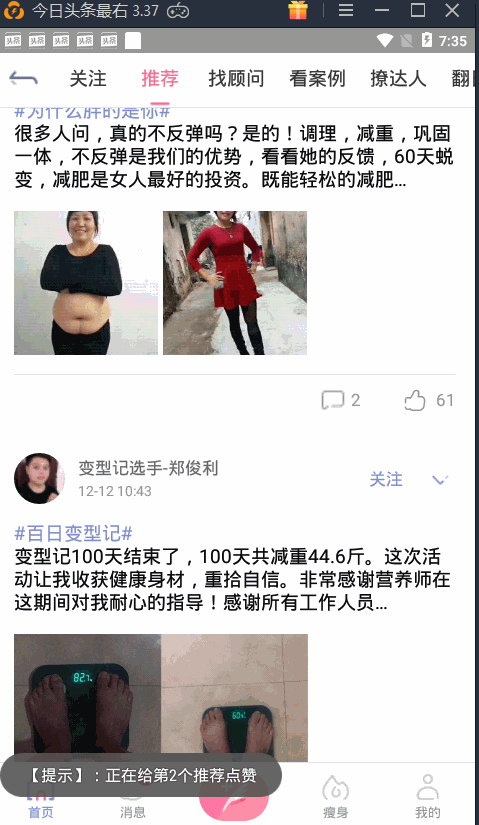 今日头条最右 3.37
头条 头条 头条 头条 头条
7:35
关注 推荐 找顾问 看案例 撩达人
#为什么胖的是你#
很多人问，真的不反弹吗？是的！调理，减重，巩固
一体，不反弹是我们的优势，看看她的反馈，60天蜕
变，减肥是女人最好的投资。既能轻松的减肥...
2 61
变型记选手-郑俊利
12-12 10:43
关注
#百日变型记#
变型记100天结束了，100天共减重44.6斤。这次活
动让我收获健康身材，重拾自信。非常感谢营养师在
这期间对我耐心的指导！感谢所有工作人员...
【提示】：正在给第2个推荐点赞
首页 消息 瘦身 我的